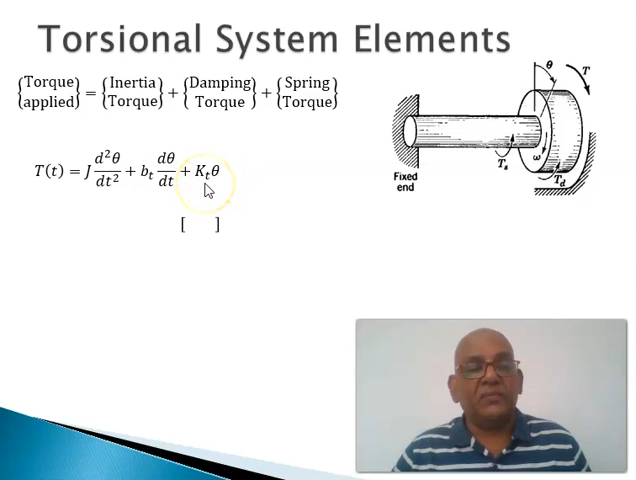 Torsional System Elements
{Torque applied} = {Inertia Torque} + {Damping Torque} + {Spring Torque}
T(t) = J d²θ/dt² + b_t dθ/dt + K_tθ
[ ]
θ
T
T_s
ω
T_d
Fixed
end